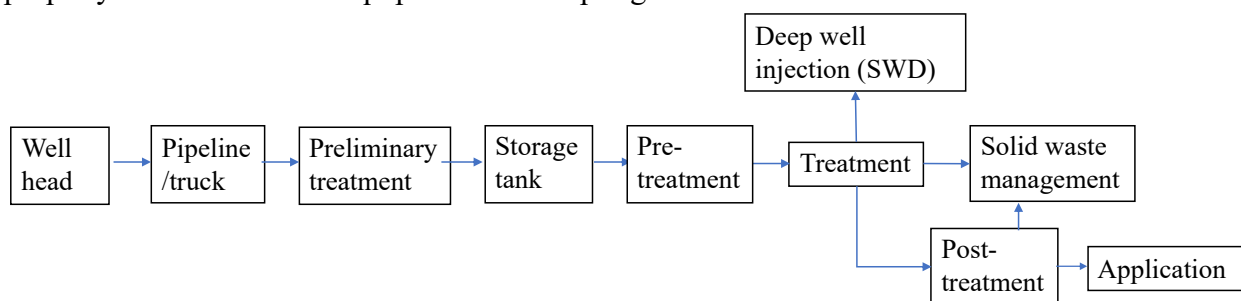 Deep well
injection (SWD)
Well
head
Pipeline
/truck
Preliminary
treatment
Storage
tank
Pre-
treatment
Treatment
Solid waste
management
Post-
treatment
Application